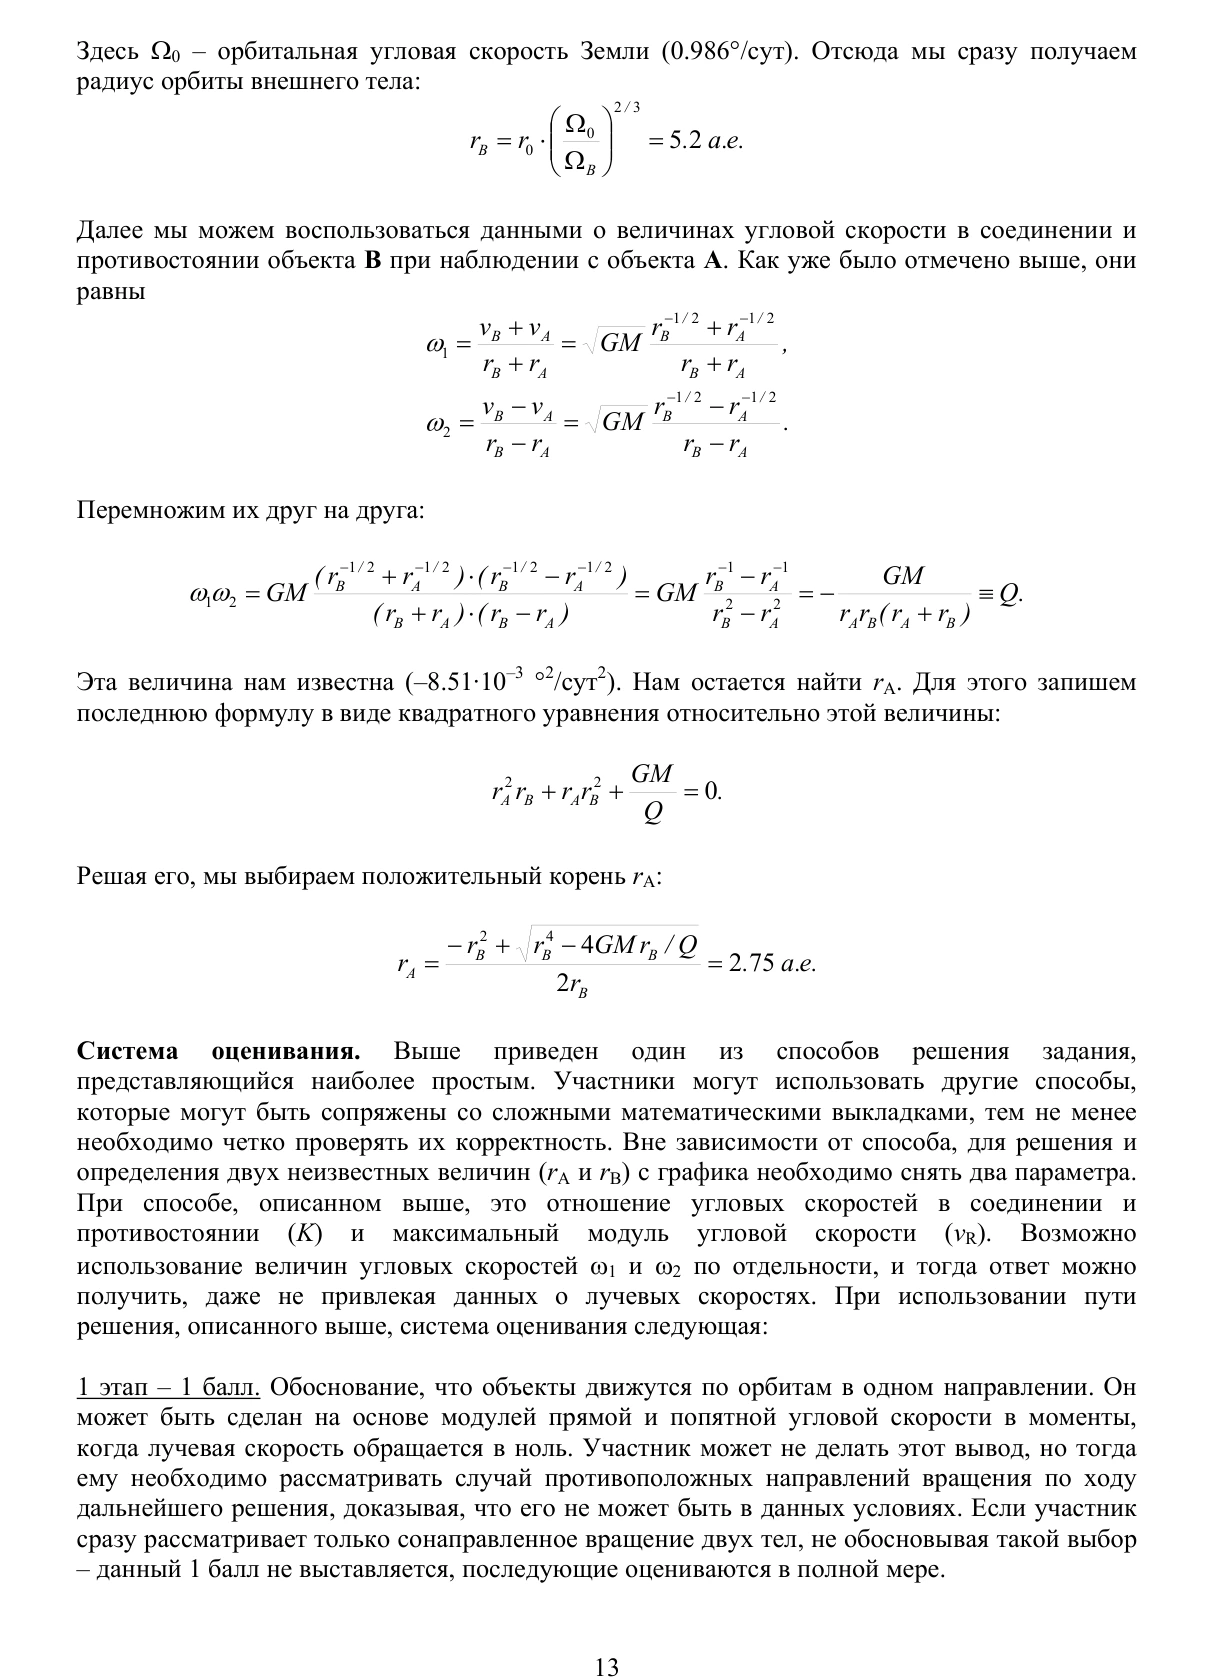 Здесь Ω₀ – орбитальная угловая скорость Земли (0.986°/сут). Отсюда мы сразу получаем
радиус орбиты внешнего тела:
r_B = r_0 · (Ω_0 / Ω_B)^{2/3} = 5.2 а.е.
Далее мы можем воспользоваться данными о величинах угловой скорости в соединении и
противостоянии объекта В при наблюдении с объекта А. Как уже было отмечено выше, они
равны
ω_1 = (v_B + v_A) / (r_B + r_A) = √GM (r_B^{–1/2} + r_A^{–1/2}) / (r_B + r_A),
ω_2 = (v_B – v_A) / (r_B – r_A) = √GM (r_B^{–1/2} – r_A^{–1/2}) / (r_B – r_A).
Перемножим их друг на друга:
ω_1ω_2 = GM (r_B^{–1/2} + r_A^{–1/2})·(r_B^{–1/2} – r_A^{–1/2}) / (r_B + r_A)·(r_B – r_A) = GM (r_B^{–1} – r_A^{–1}) / (r_B^2 – r_A^2) = – GM / r_A r_B (r_A + r_B) ≡ Q.
Эта величина нам известна (–8.51·10⁻³ °²/сут²). Нам остается найти r_A. Для этого запишем
последнюю формулу в виде квадратного уравнения относительно этой величины:
r_A^2 r_B + r_A r_B^2 + GM / Q = 0.
Решая его, мы выбираем положительный корень r_A:
r_A = (– r_B^2 + √(r_B^4 – 4GM r_B / Q)) / 2r_B = 2.75 а.е.
Система оценивания. Выше приведен один из способов решения задания,
представляющийся наиболее простым. Участники могут использовать другие способы,
которые могут быть сопряжены со сложными математическими выкладками, тем не менее
необходимо четко проверять их корректность. Вне зависимости от способа, для решения и
определения двух неизвестных величин (r_A и r_B) с графика необходимо снять два параметра.
При способе, описанном выше, это отношение угловых скоростей в соединении и
противостоянии (K) и максимальный модуль угловой скорости (v_R). Возможно
использование величин угловых скоростей ω₁ и ω₂ по отдельности, и тогда ответ можно
получить, даже не привлекая данных о лучевых скоростях. При использовании пути
решения, описанного выше, система оценивания следующая:
1 этап – 1 балл. Обоснование, что объекты движутся по орбитам в одном направлении. Он
может быть сделан на основе модулей прямой и попятной угловой скорости в моменты,
когда лучевая скорость обращается в ноль. Участник может не делать этот вывод, но тогда
ему необходимо рассматривать случай противоположных направлений вращения по ходу
дальнейшего решения, доказывая, что его не может быть в данных условиях. Если участник
сразу рассматривает только сонаправленное вращение двух тел, не обосновывая такой выбор
– данный 1 балл не выставляется, последующие оцениваются в полной мере.
13